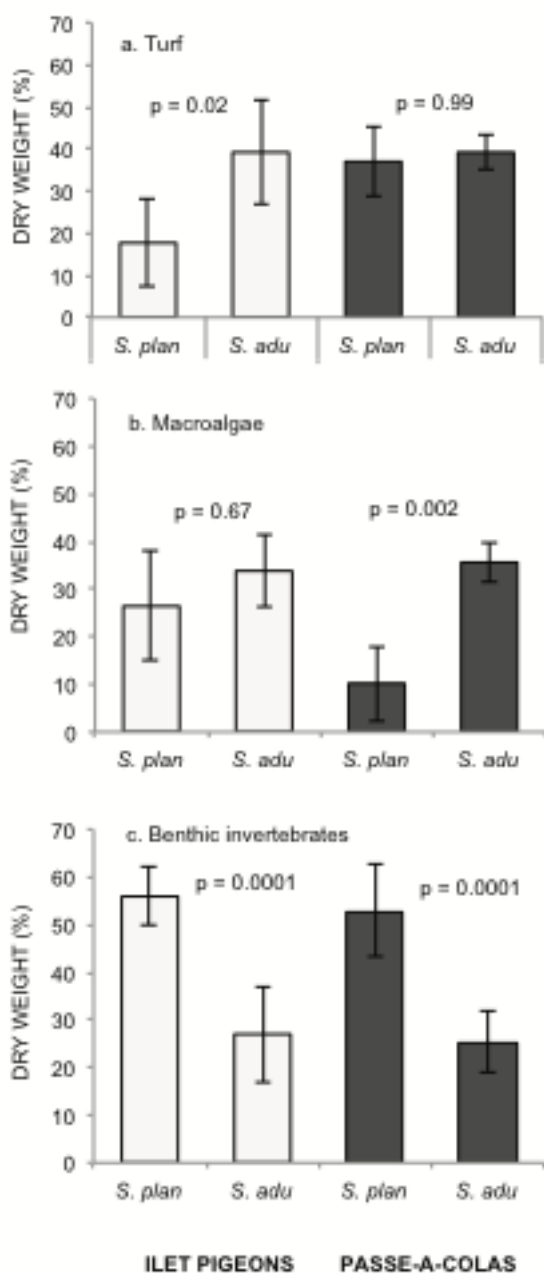 a. Turf
p = 0.02
p = 0.99
DRY WEIGHT (%)
70
60
50
40
30
20
10
0
S. plan S. adu S. plan S. adu
b. Macroalgae
p = 0.67
p = 0.002
DRY WEIGHT (%)
70
60
50
40
30
20
10
0
S. plan S. adu S. plan S. adu
c. Benthic invertebrates
p = 0.0001
p = 0.0001
DRY WEIGHT (%)
70
60
50
40
30
20
10
0
S. plan S. adu S. plan S. adu
ILET PIGEONS PASSE-A-COLAS